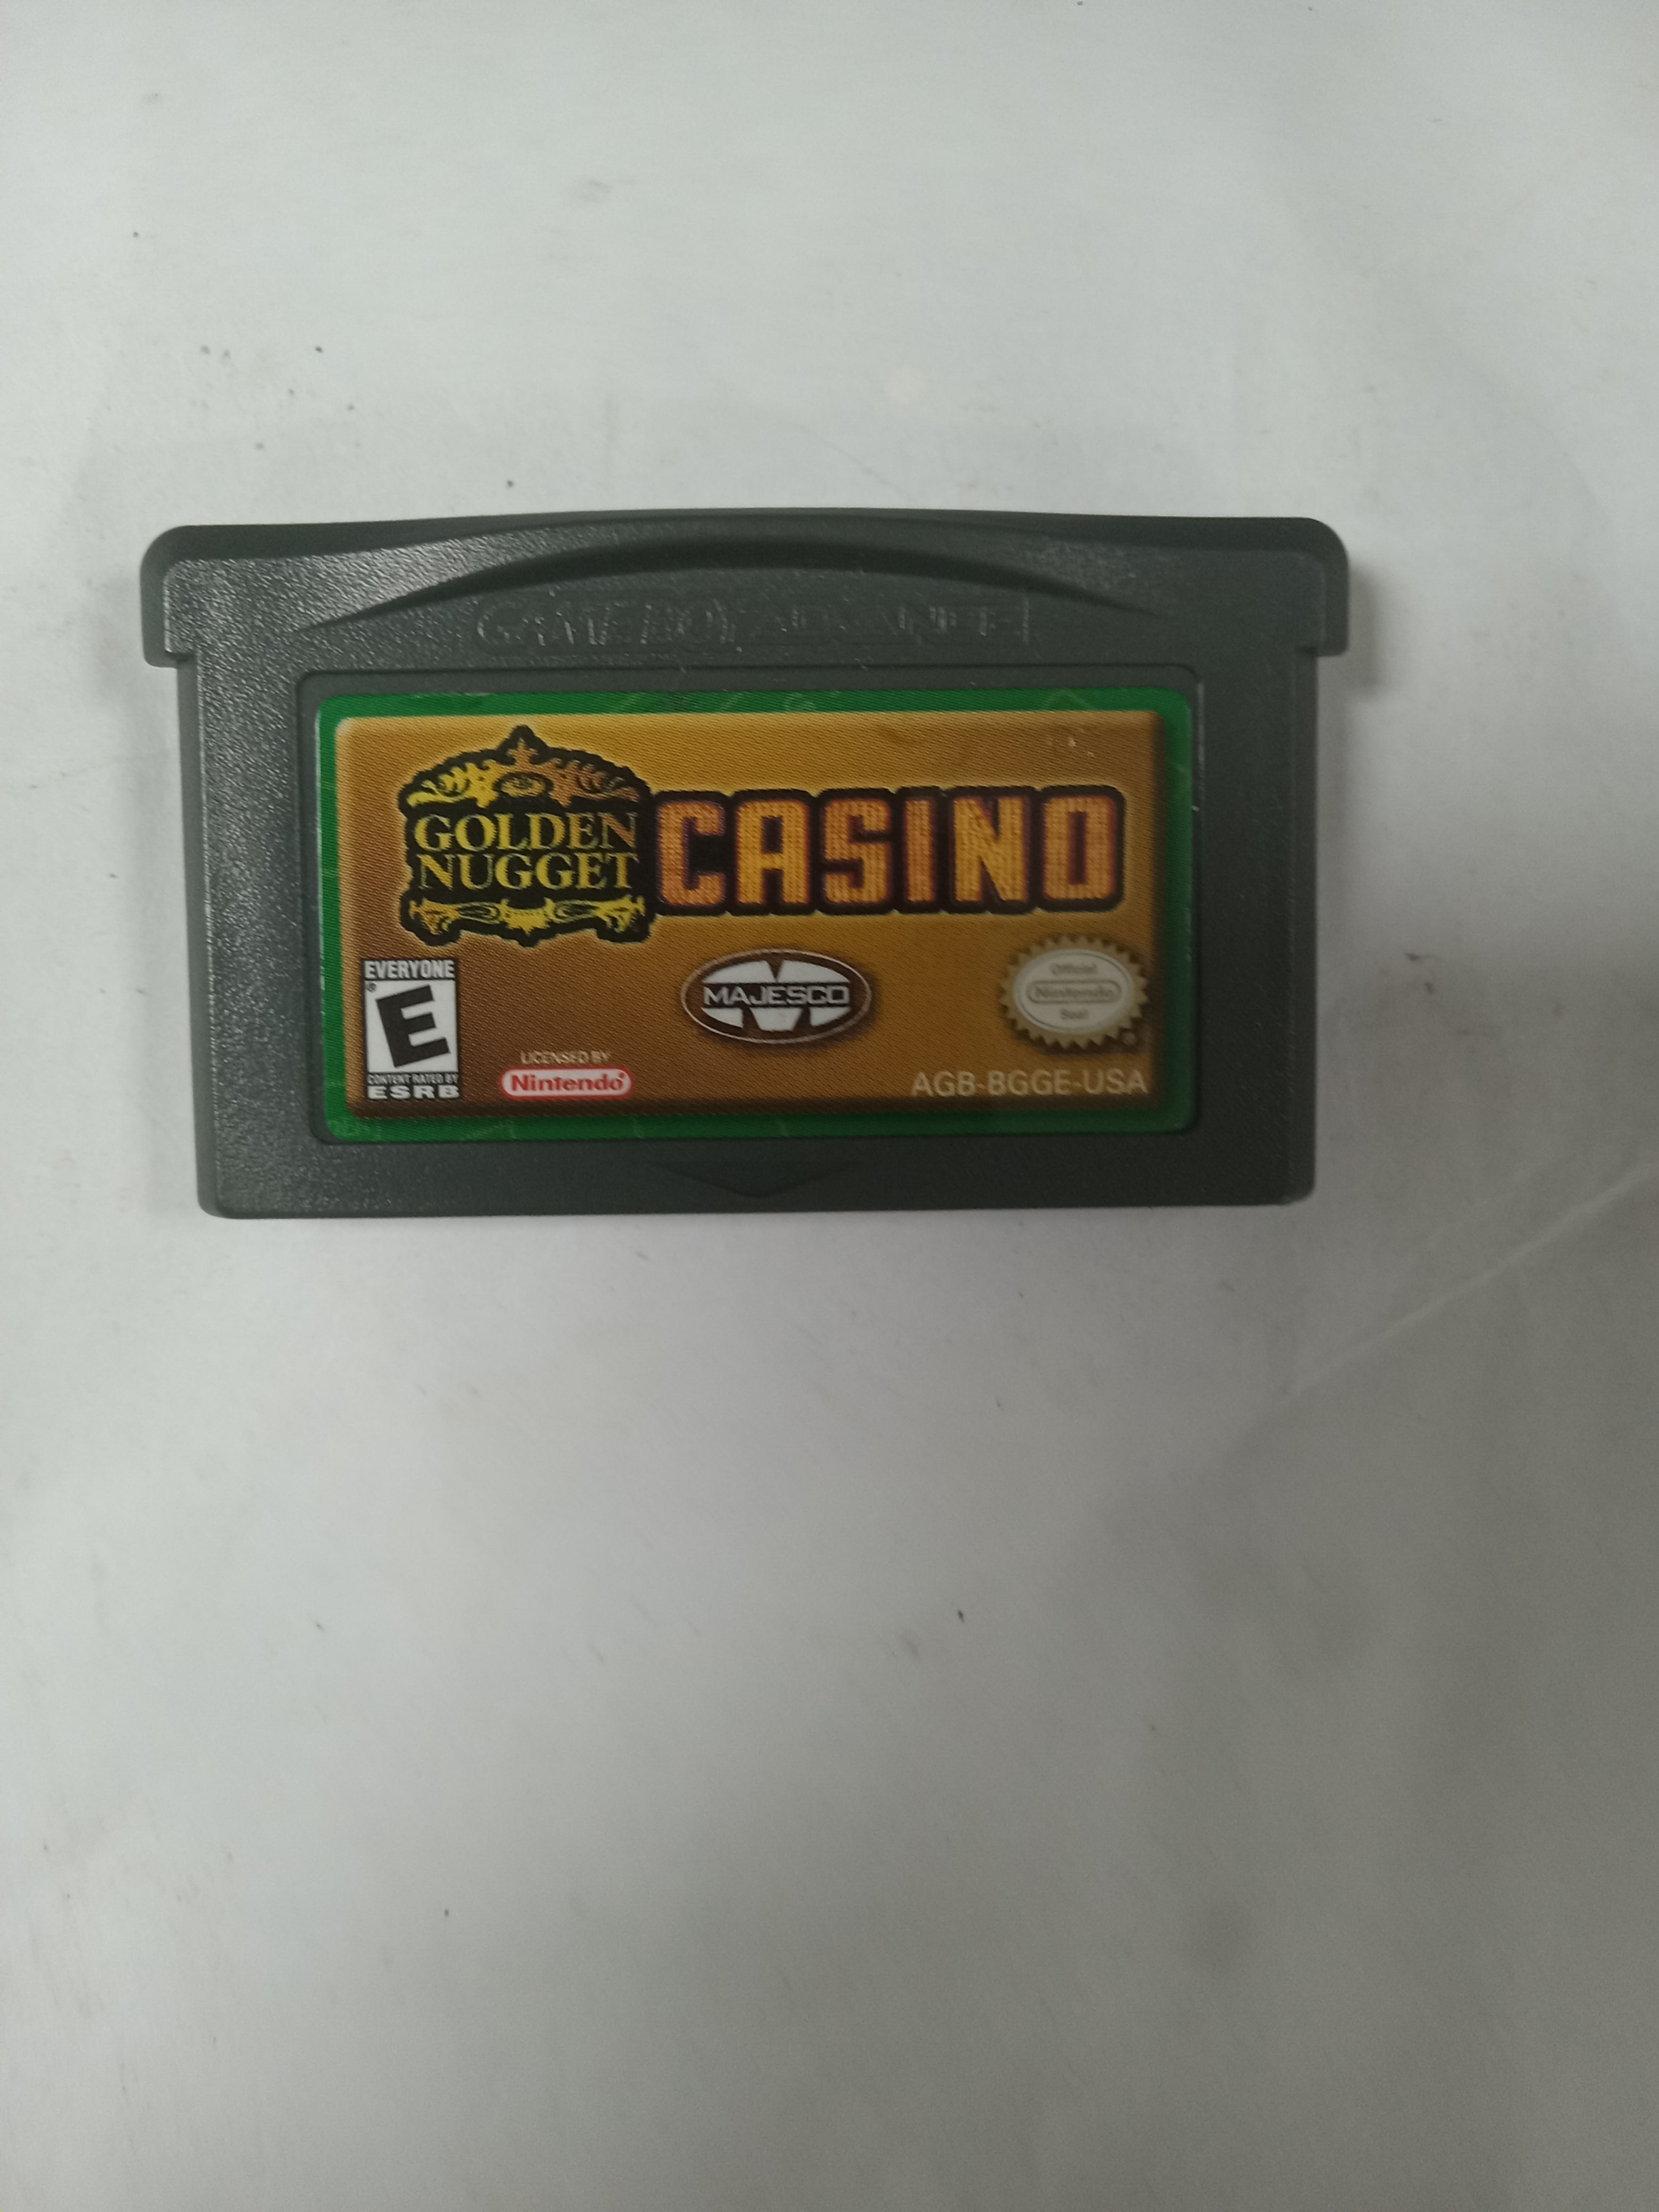 GAME BOY ADVANCE
GOLDEN
NUGGET
CASINO
EVERYONE
E
CONTENT RATED BY
ESRB
LICENSED BY
Nintendo®
MAJESCO
Official
Nintendo
Seal
AGB-BGGE-USA